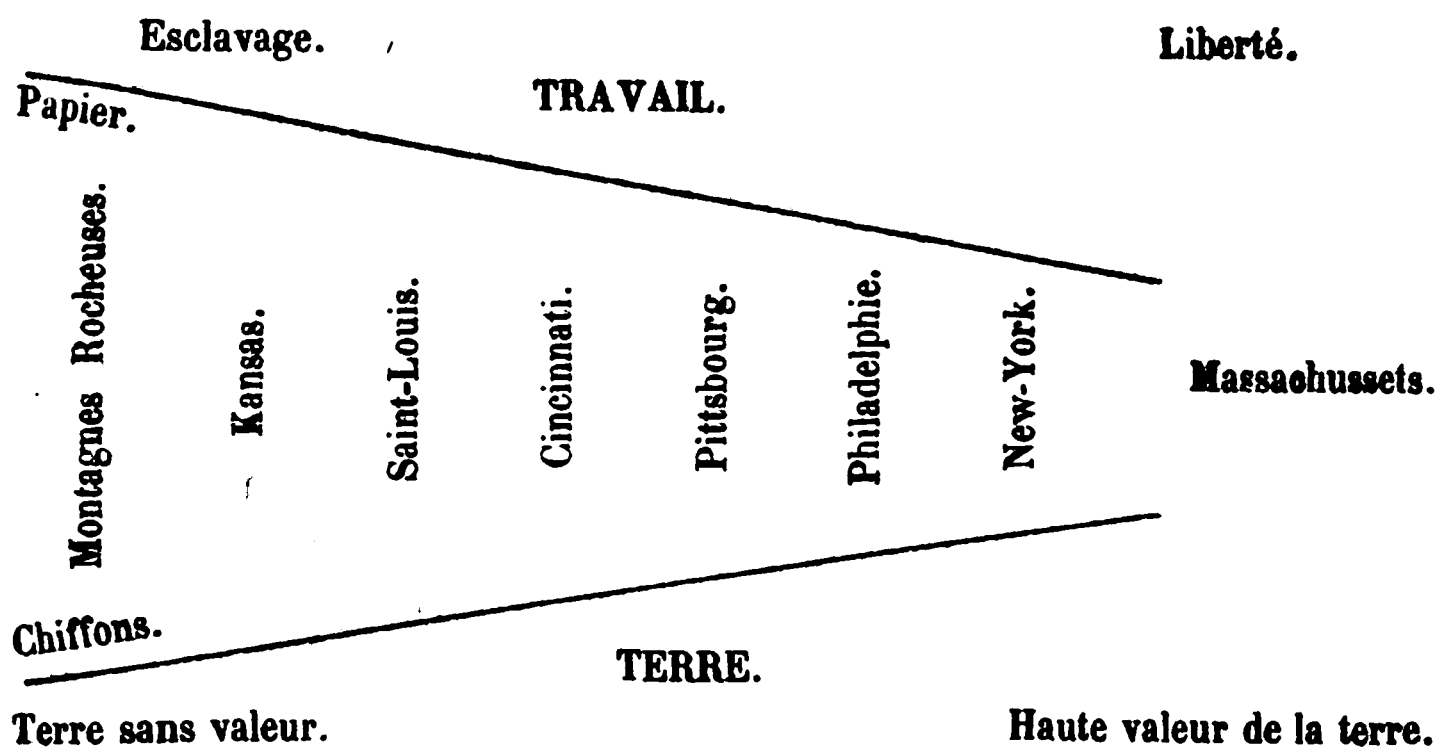 Esclavage.
Liberté.
TRAVAIL.
Papier.
Montagnes Rocheuses.
Kansas.
Saint-Louis.
Cincinnati.
Pittsbourg.
Philadelphie.
New-York.
Massachussets.
Chiffons.
TERRE.
Terre sans valeur.
Haute valeur de la terre.